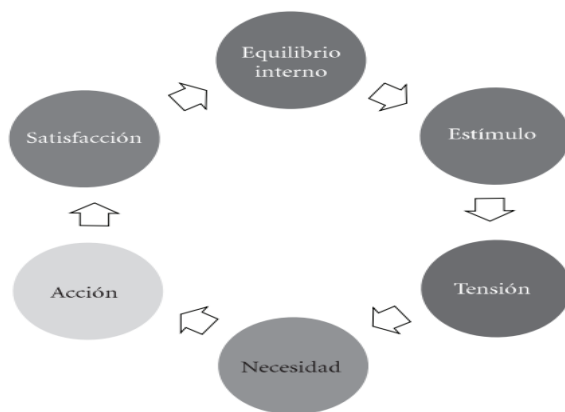 Equilibrio
interno
Estímulo
Tensión
Necesidad
Acción
Satisfacción